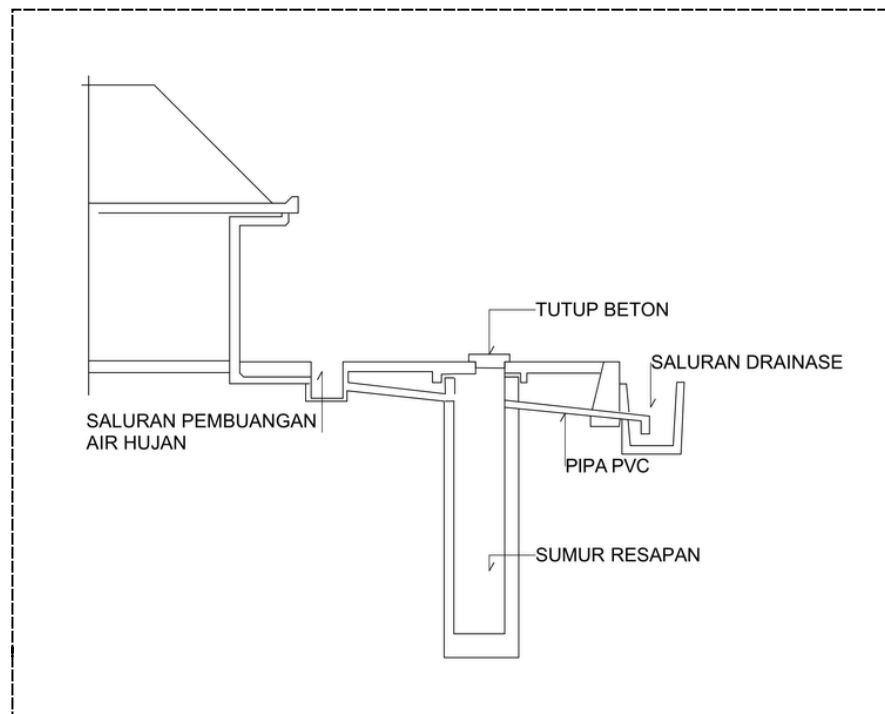 TUTUP BETON
SALURAN DRAINASE
SALURAN PEMBUANGAN
AIR HUJAN
PIPA PVC
SUMUR RESAPAN